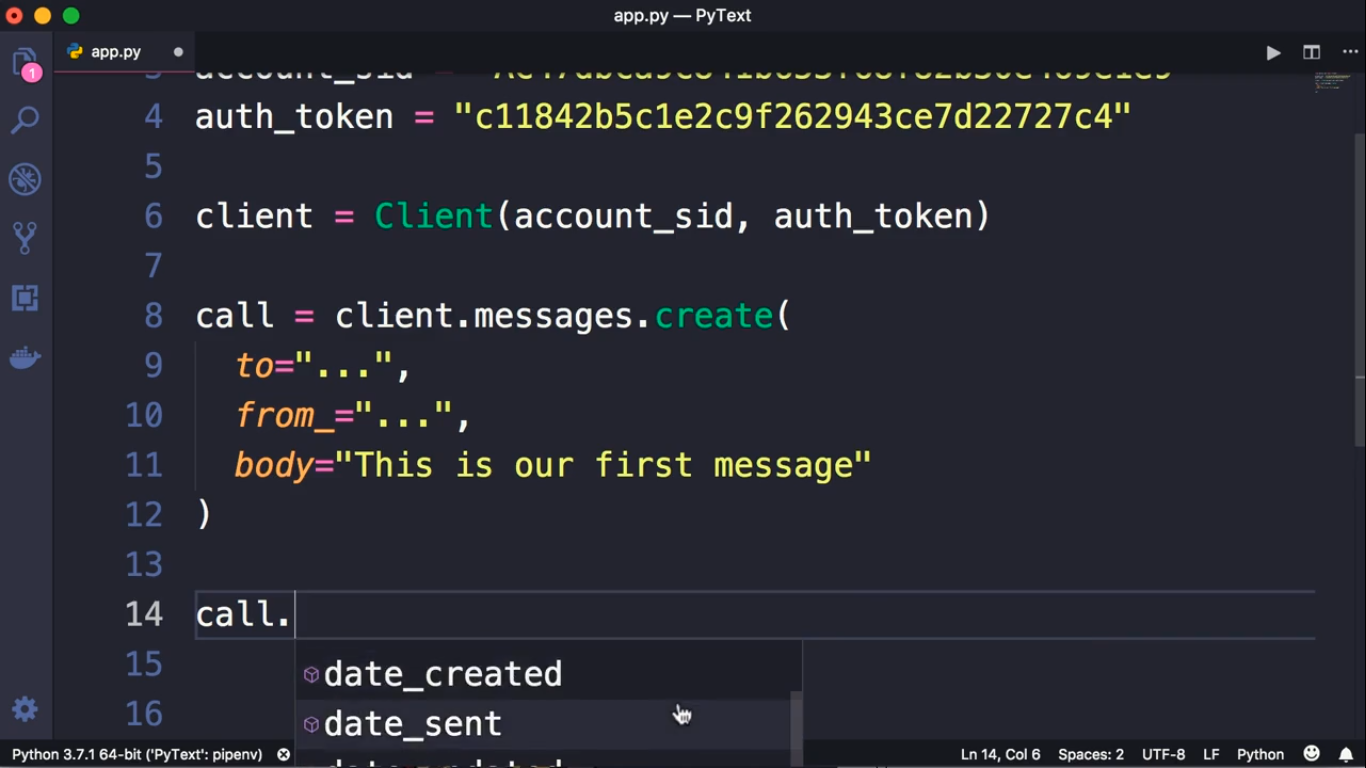 app.py — PyText
1
app.py
4 auth_token = "c11842b5c1e2c9f262943ce7d22727c4"
5
6 client = Client(account_sid, auth_token)
7
8 call = client.messages.create(
9 to="...",
10 from_="...",
11 body="This is our first message"
12 )
13
14 call.
15 date_created
16 date_sent
Python 3.7.1 64-bit ('PyText': pipenv) Ln 14, Col 6 Spaces: 2 UTF-8 LF Python